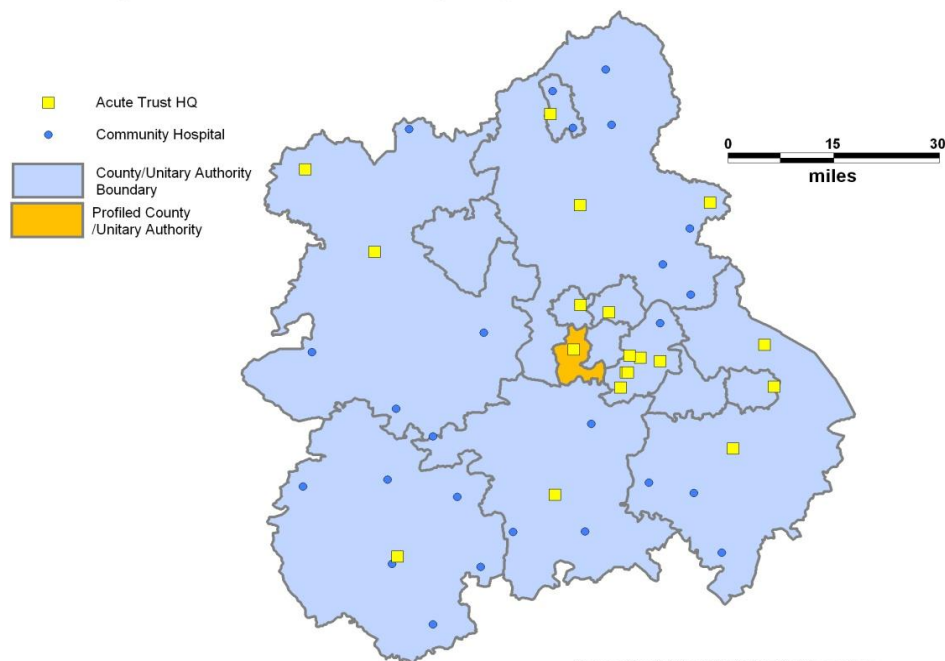 Acute Trust HQ
Community Hospital
County/Unitary Authority
Boundary
Profiled County
/Unitary Authority
0 15 30
miles